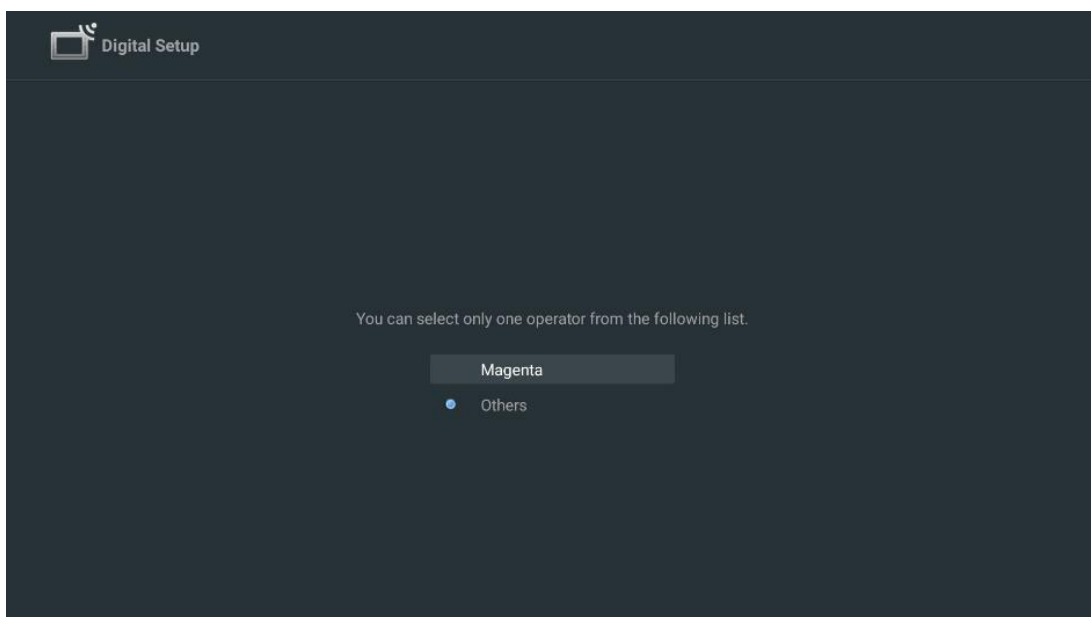 Digital Setup
You can select only one operator from the following list.
Magenta
Others